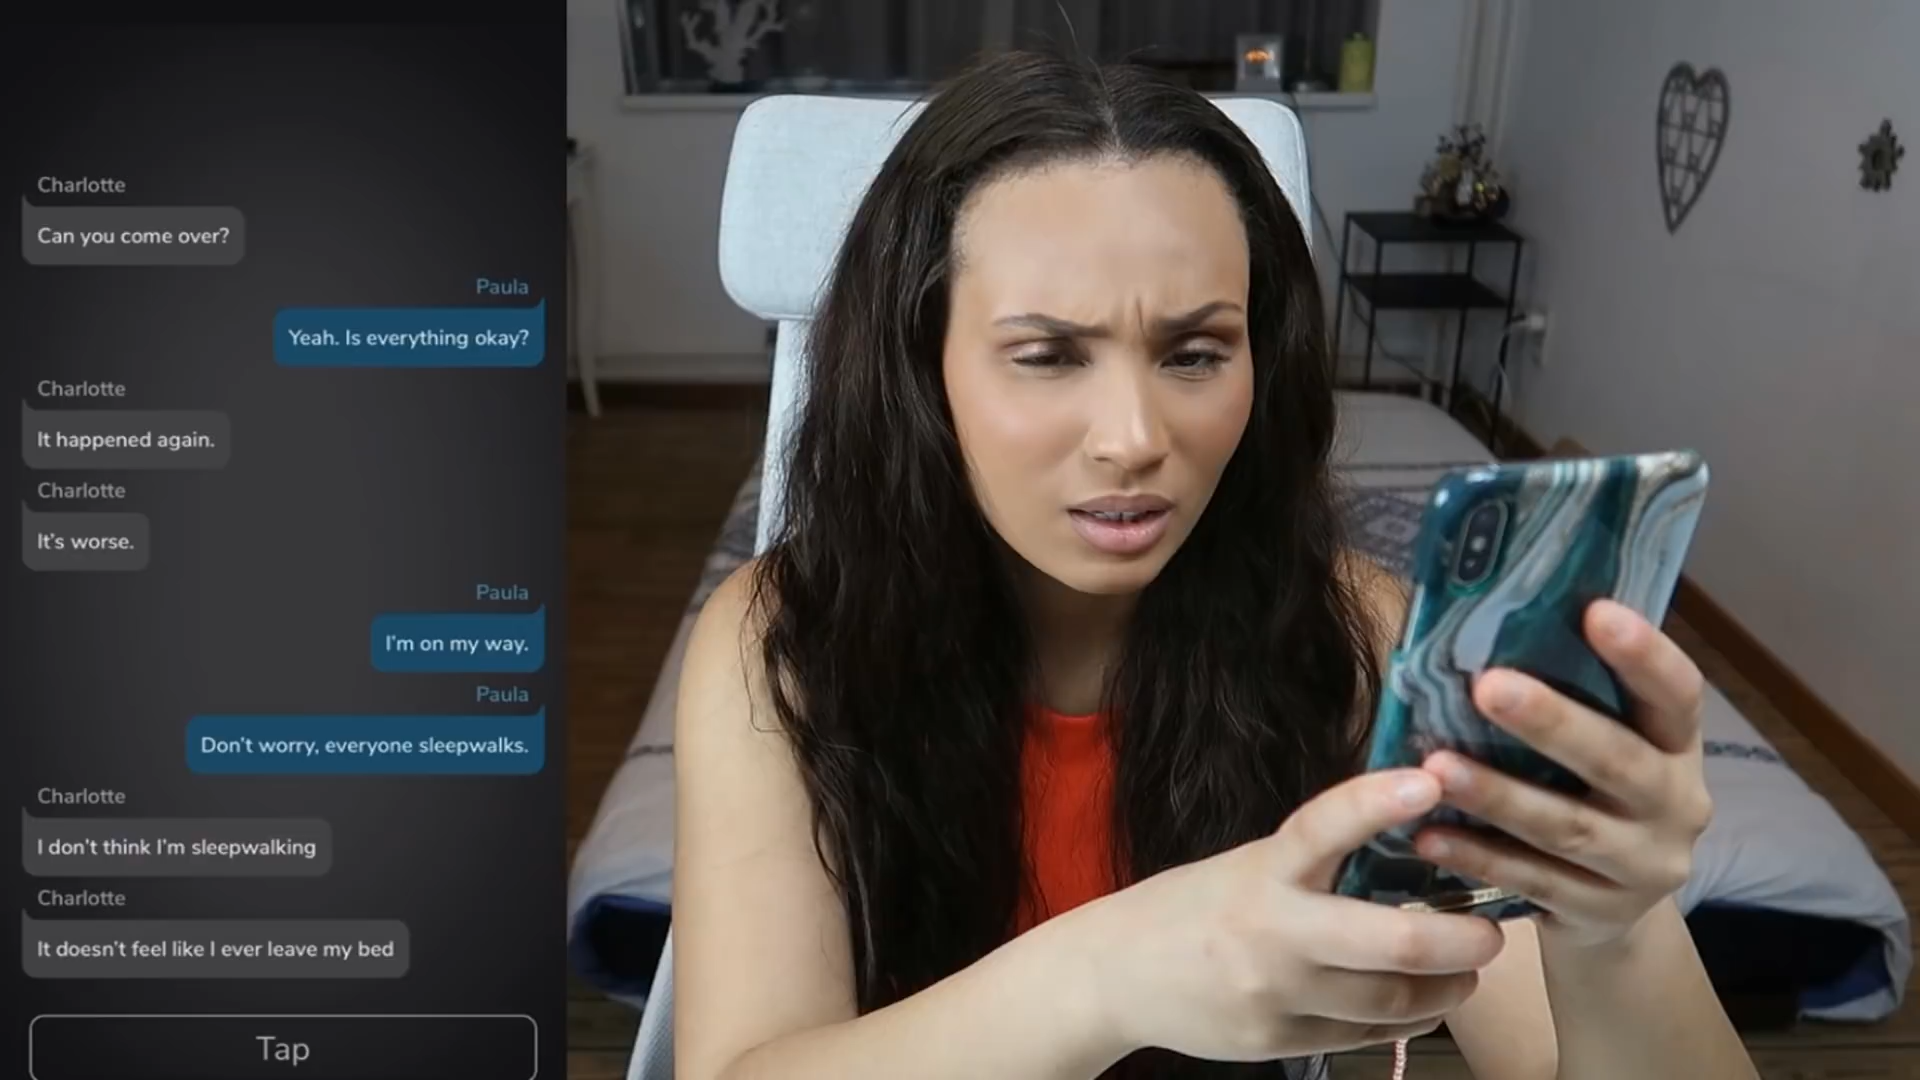 Charlotte
Can you come over?
Paula
Yeah. Is everything okay?
Charlotte
It happened again.
Charlotte
It's worse.
Paula
I'm on my way.
Paula
Don't worry, everyone sleepwalks.
Charlotte
I don't think I'm sleepwalking
Charlotte
It doesn't feel like I ever leave my bed
Tap